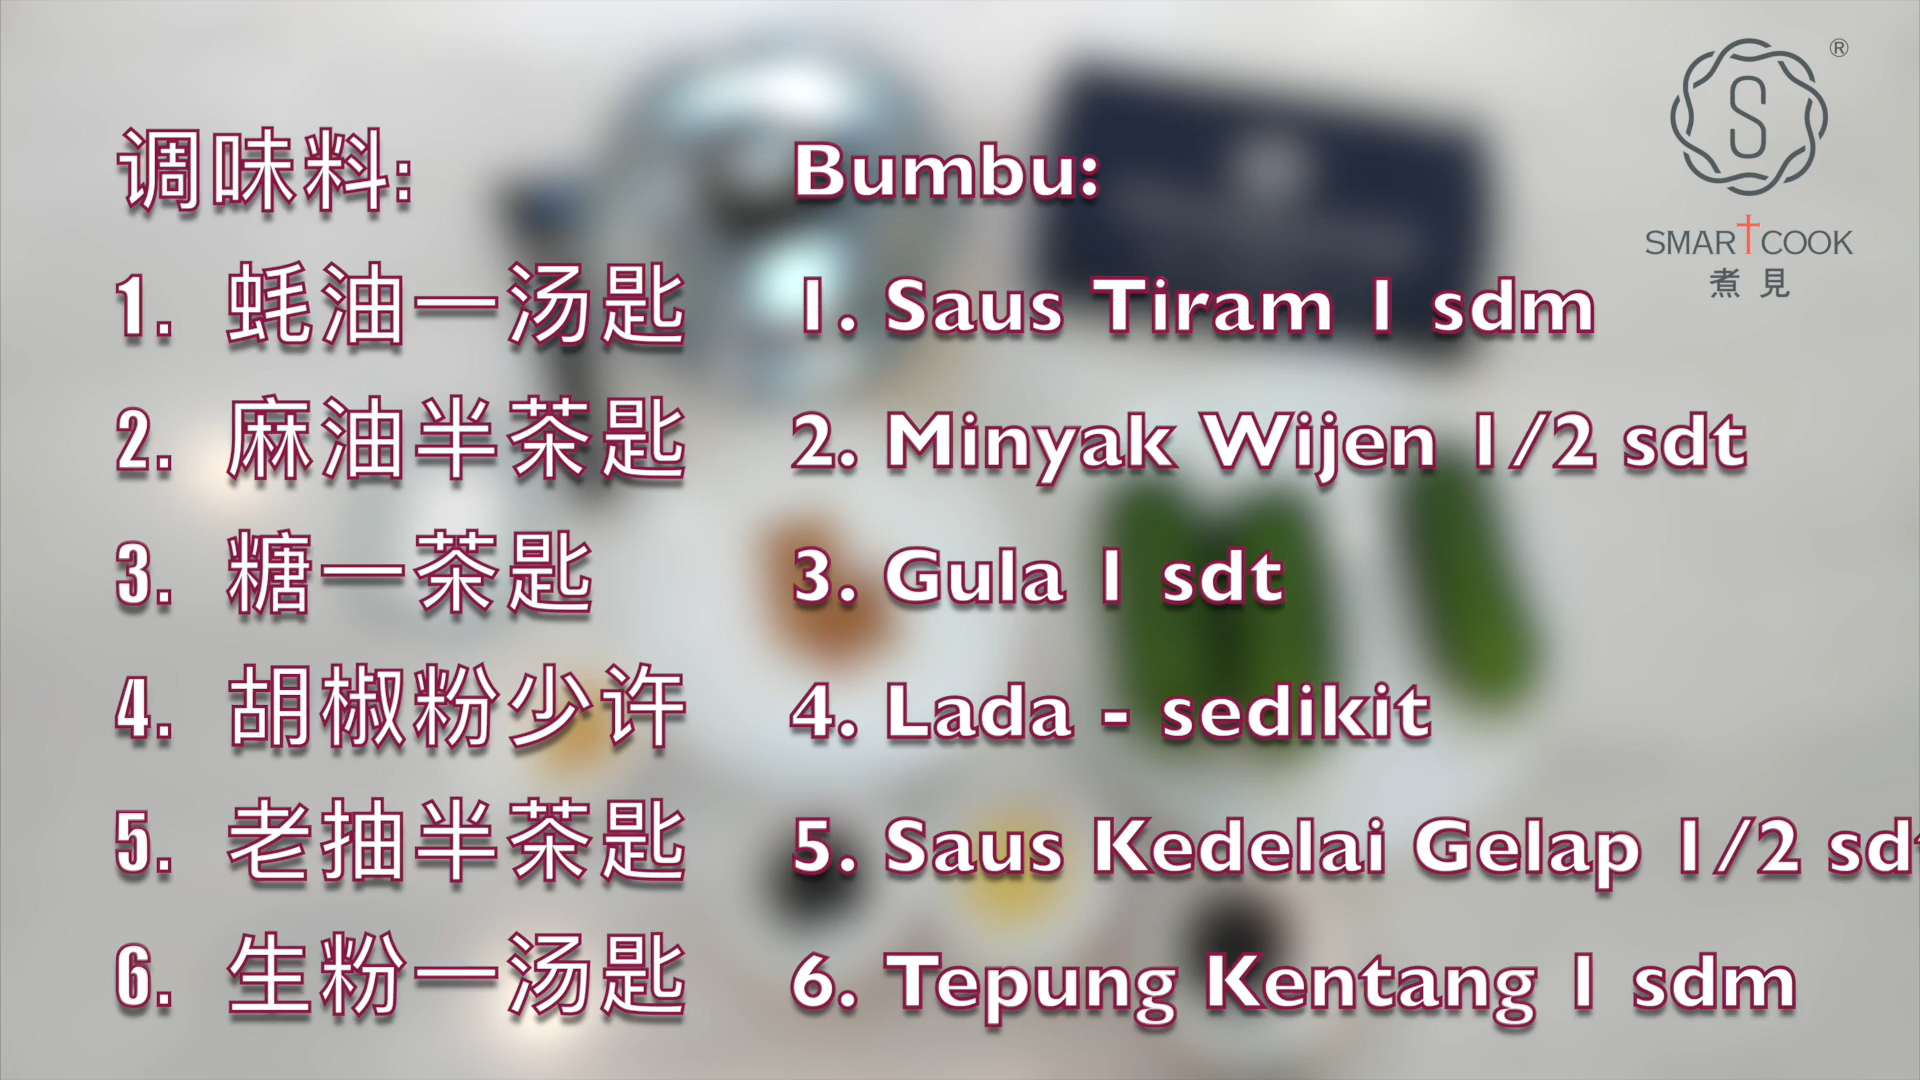 调味料:
1. 蚝油一汤匙
2. 麻油半茶匙
3. 糖一茶匙
4. 胡椒粉少许
5. 老抽半茶匙
6. 生粉一汤匙
Bumbu:
1. Saus Tiram 1 sdm
2. Minyak Wijen 1/2 sdt
3. Gula 1 sdt
4. Lada - sedikit
5. Saus Kedelai Gelap 1/2 sdt
6. Tepung Kentang 1 sdm
S
®
SMARTCOOK
煮見